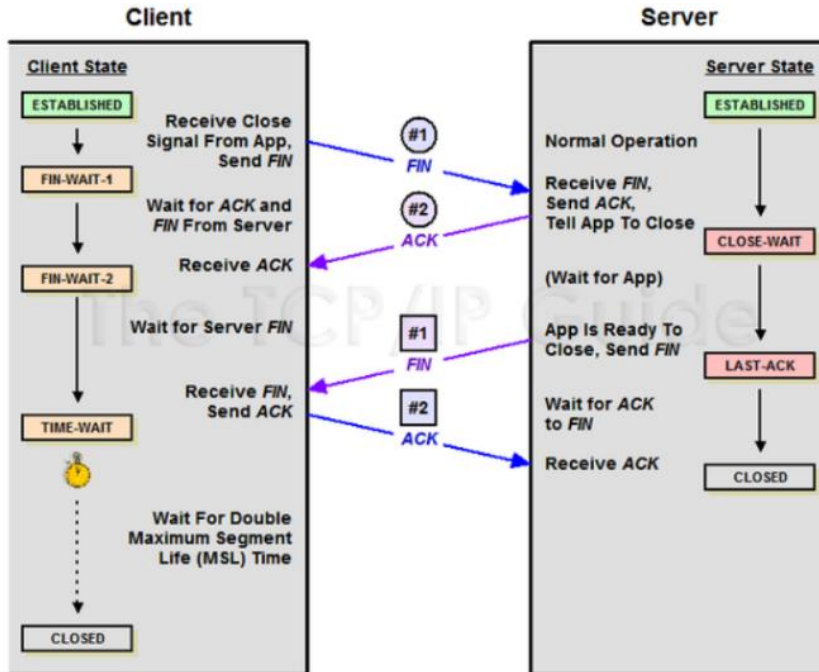 Client
Server
Client State
Server State
ESTABLISHED
Receive Close
Signal From App,
Send FIN
FIN-WAIT-1
Wait for ACK and
FIN From Server
Receive ACK
FIN-WAIT-2
Wait for Server FIN
Receive FIN,
Send ACK
TIME-WAIT
Wait For Double
Maximum Segment
Life (MSL) Time
CLOSED
#1
FIN
#2
ACK
#1
FIN
#2
ACK
ESTABLISHED
Normal Operation
Receive FIN,
Send ACK,
Tell App To Close
CLOSE-WAIT
(Wait for App)
App Is Ready To
Close, Send FIN
LAST-ACK
Wait for ACK
to FIN
Receive ACK
CLOSED
The TCP/IP Guide